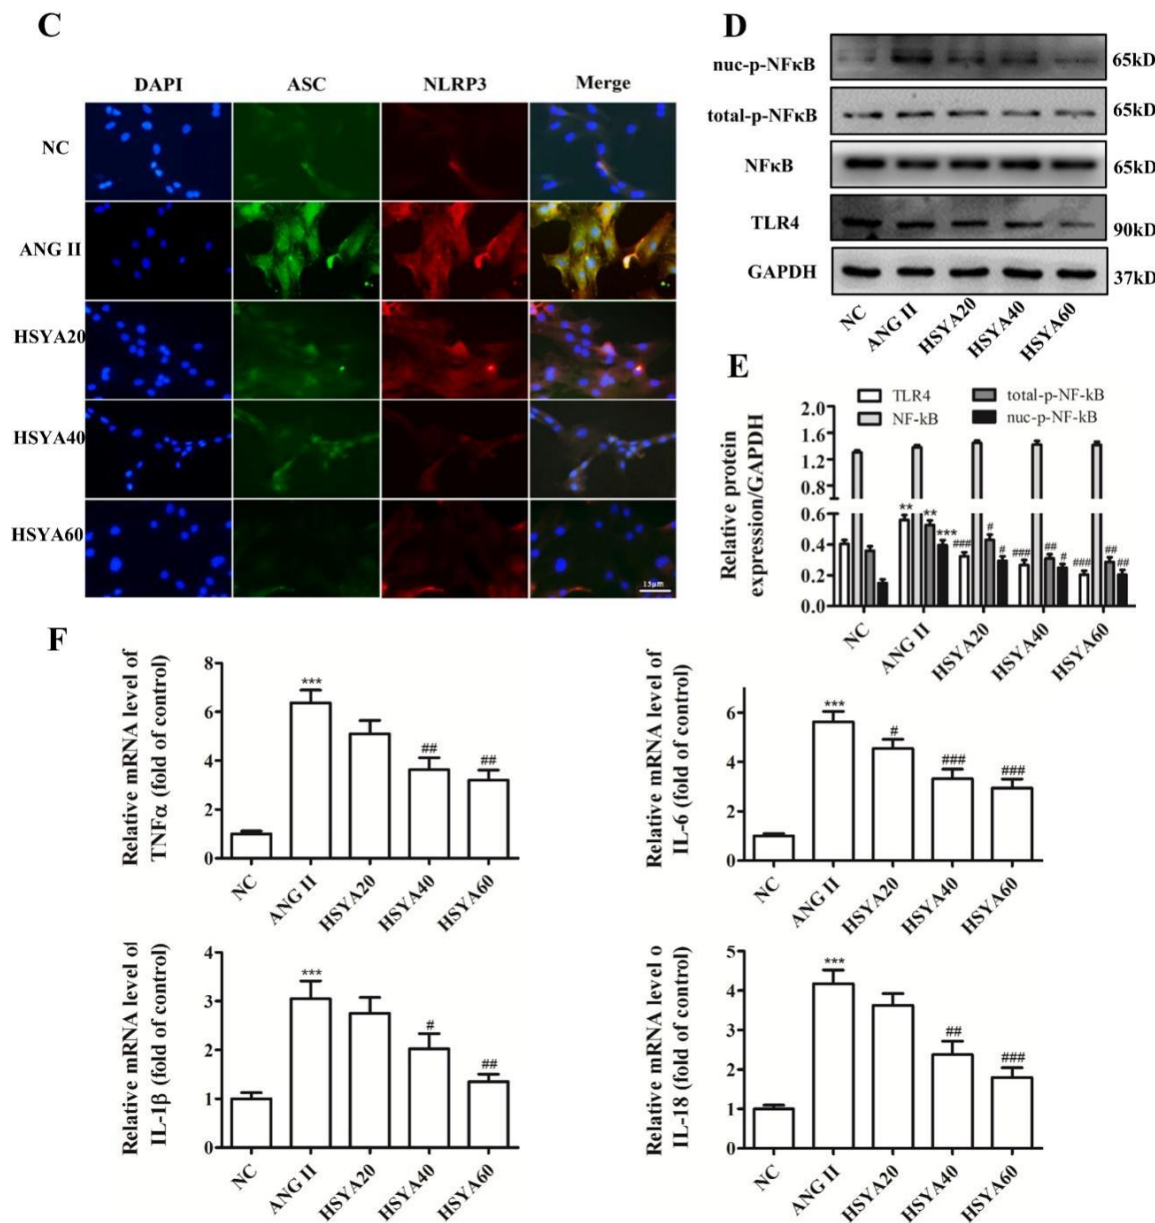 C
DAPI ASC NLRP3 Merge
NC
ANG II
HSYA20
HSYA40
HSYA60
15μm
D
nuc-p-NFκB 65kD
total-p-NFκB 65kD
NFκB 65kD
TLR4 90kD
GAPDH 37kD
NC ANG II HSYA20 HSYA40 HSYA60
E
TLR4 total-p-NF-kB
NF-kB nuc-p-NF-kB
Relative protein
expression/GAPDH
2.0
1.6
1.2
0.8
0.6
0.4
0.2
0.0
** ** *** ### # # ### ## # ### ## ##
NC ANG II HSYA20 HSYA40 HSYA60
F
Relative mRNA level of
TNFα (fold of control)
8
6
4
2
0
*** ## ##
NC ANG II HSYA20 HSYA40 HSYA60
Relative mRNA level of
IL-6 (fold of control)
6
4
2
0
*** # ### ###
NC ANG II HSYA20 HSYA40 HSYA60
Relative mRNA level of
IL-1β (fold of control)
4
3
2
1
0
*** # ##
NC ANG II HSYA20 HSYA40 HSYA60
Relative mRNA level o
IL-18 (fold of control)
5
4
3
2
1
0
*** ## ###
NC ANG II HSYA20 HSYA40 HSYA60